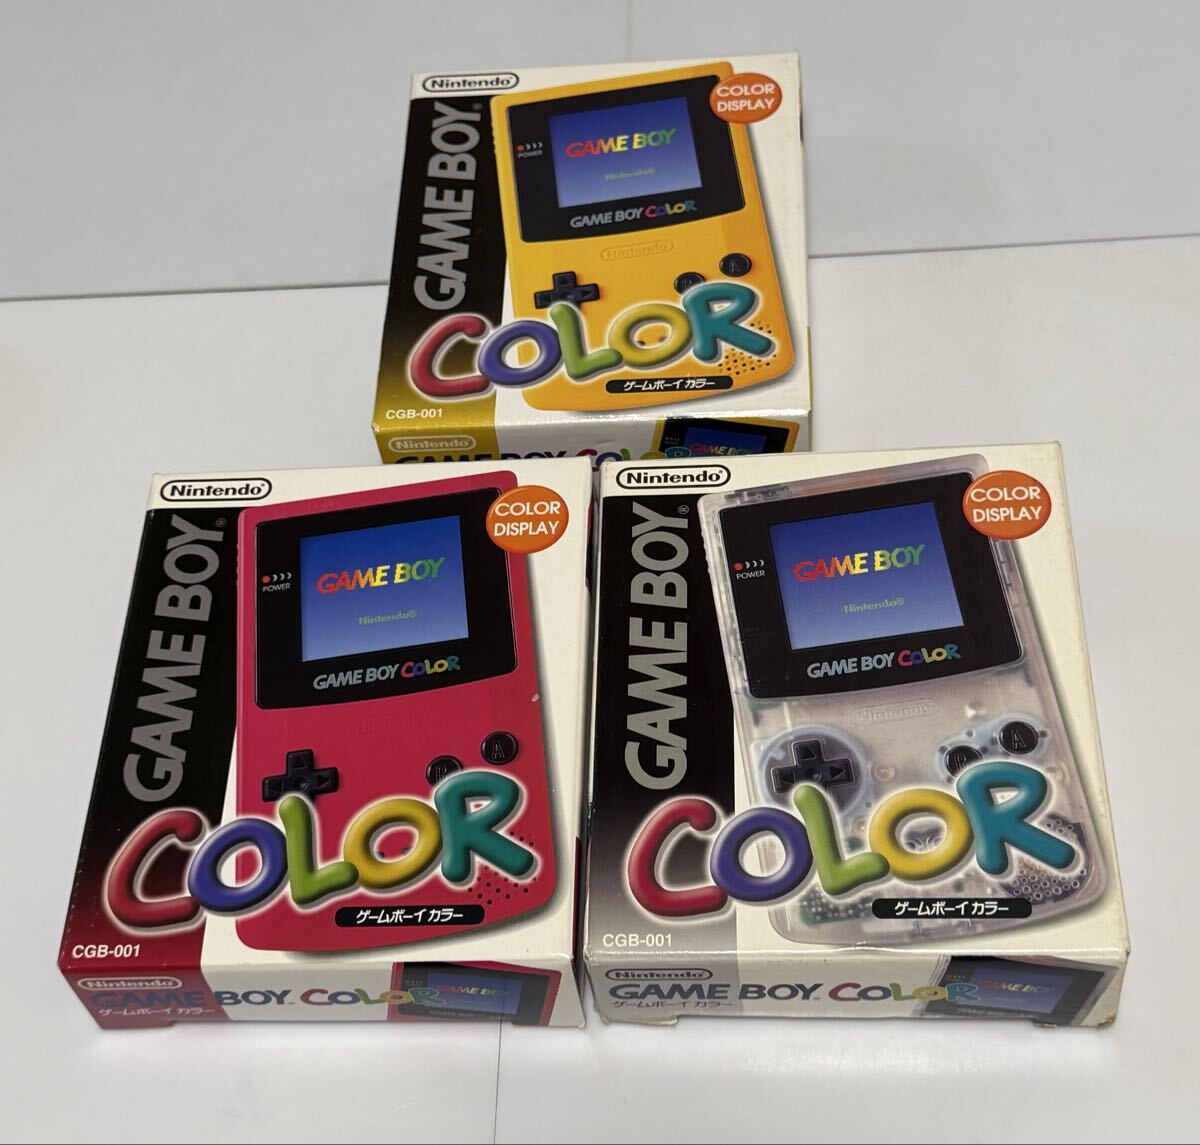 Nintendo
GAME BOY
COLOR
DISPLAY
POWER
GAME BOY
Nintendo®
GAME BOY COLOR
Nintendo
A
B
COLOR
ゲームボーイ カラー
CGB-001
Nintendo
GAME BOY COLOR
Nintendo
GAME BOY®
COLOR
DISPLAY
POWER
GAME BOY
Nintendo®
GAME BOY COLOR
Nintendo
A
B
COLOR
ゲームボーイ カラー
CGB-001
Nintendo
GAME BOY COLOR
ゲームボーイ カラー
Nintendo
GAME BOY®
COLOR
DISPLAY
POWER
GAME BOY
Nintendo®
GAME BOY COLOR
Nintendo
A
B
COLOR
ゲームボーイ カラー
CGB-001
Nintendo
GAME BOY COLOR
ゲームボーイ カラー